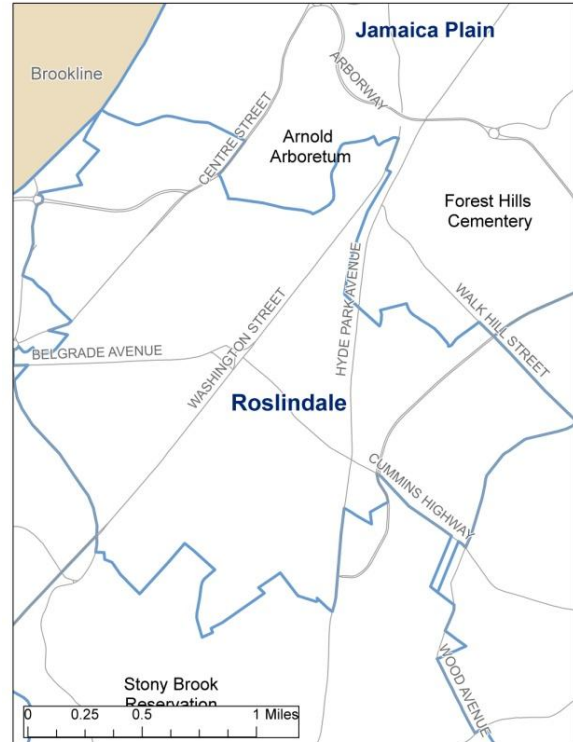 Jamaica Plain
Brookline
ARBORWAY
CENTRE STREET
Arnold
Arboretum
Forest Hills
Cementery
HYDE PARK AVENUE
WALK HILL STREET
WASHINGTON STREET
BELGRADE AVENUE
Roslindale
CUMMINS HIGHWAY
WOOD AVENUE
Stony Brook
Reservation
0 0.25 0.5 1 Miles